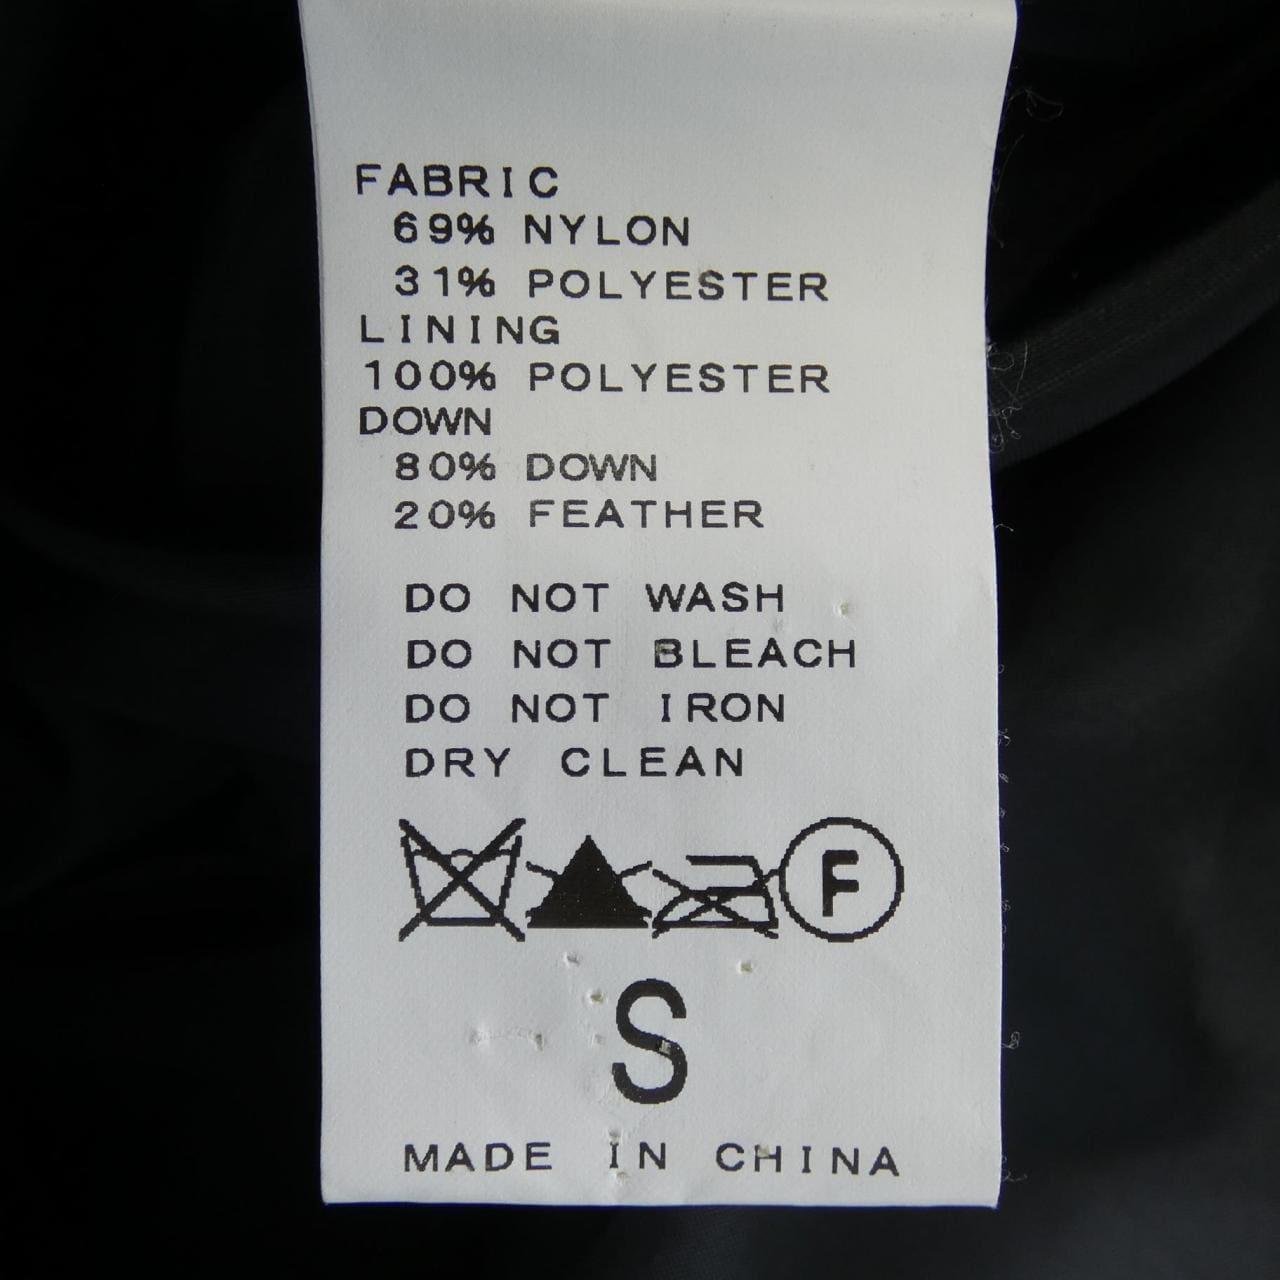 FABRIC
69% NYLON
31% POLYESTER
LINING
100% POLYESTER
DOWN
80% DOWN
20% FEATHER
DO NOT WASH
DO NOT BLEACH
DO NOT IRON
DRY CLEAN
F
S
MADE IN CHINA